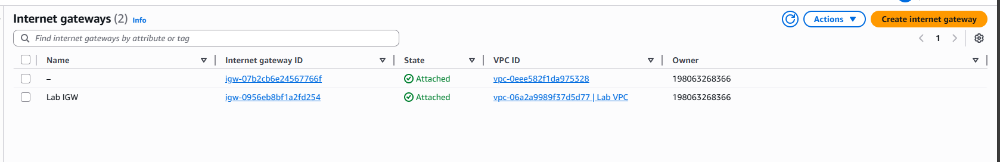 Internet gateways (2) Info
Actions
Create internet gateway
Find internet gateways by attribute or tag
1
Name Internet gateway ID State VPC ID Owner
– igw-07b2cb6e24567766f Attached vpc-0eee582f1da975328 198063268366
Lab IGW igw-0956eb8bf1a2fd254 Attached vpc-06a2a9989f37d5d77 | Lab VPC 198063268366